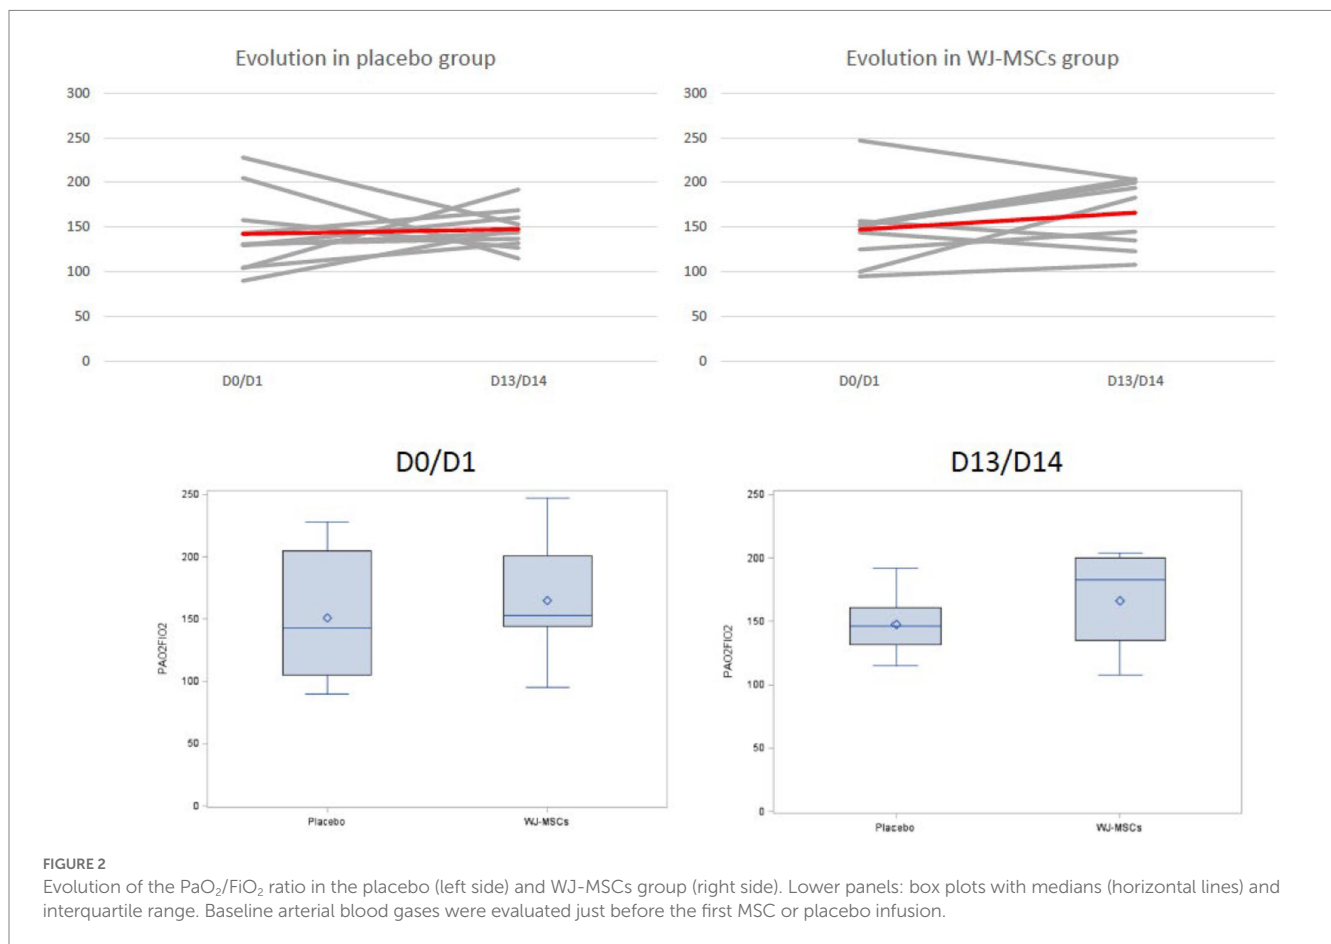 Evolution in placebo group
300
250
200
150
100
50
0
D0/D1 D13/D14
Evolution in WJ-MSCs group
300
250
200
150
100
50
0
D0/D1 D13/D14
D0/D1
250
200
150
100
50
0
PAO2FIO2
Placebo WJ-MSCs
D13/D14
250
200
150
100
50
0
PAO2FIO2
Placebo WJ-MSCs
FIGURE 2
Evolution of the PaO₂/FiO₂ ratio in the placebo (left side) and WJ-MSCs group (right side). Lower panels: box plots with medians (horizontal lines) and
interquartile range. Baseline arterial blood gases were evaluated just before the first MSC or placebo infusion.